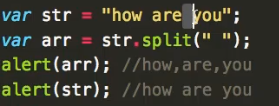 var str = "how are you";
var arr = str.split(" ");
alert(arr); //how,are,you
alert(str); //how are you